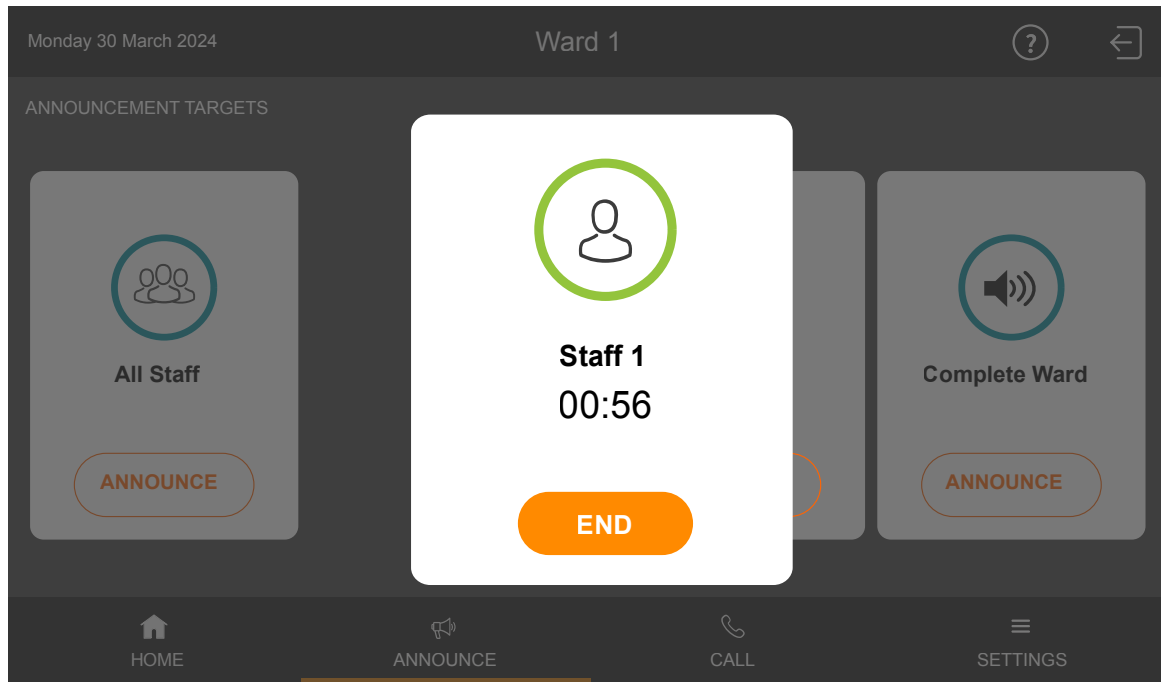 Monday 30 March 2024
Ward 1
?
ANNOUNCEMENT TARGETS
All Staff
ANNOUNCE
Staff 1
00:56
END
Complete Ward
ANNOUNCE
HOME
ANNOUNCE
CALL
SETTINGS